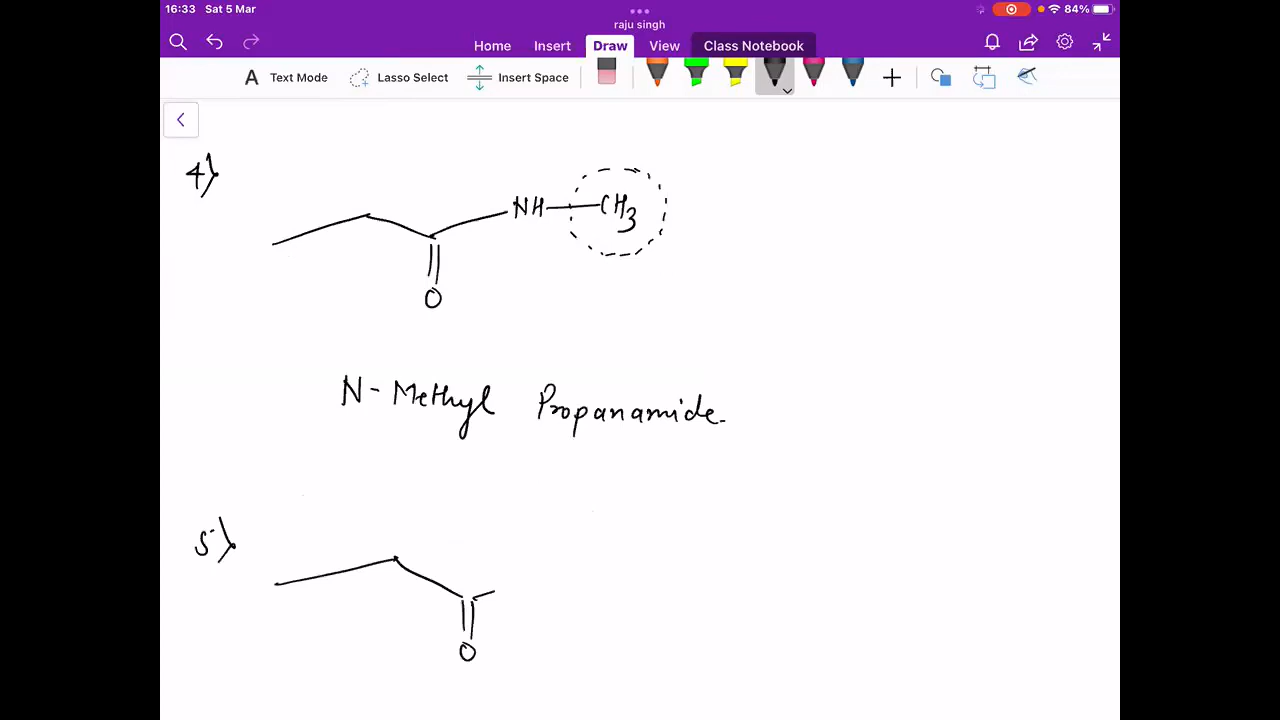 16:33 Sat 5 Mar
84%
raju singh
Home Insert Draw View Class Notebook
Text Mode Lasso Select Insert Space
4)
NH CH3
O
N- Methyl Propanamide.
5)
O